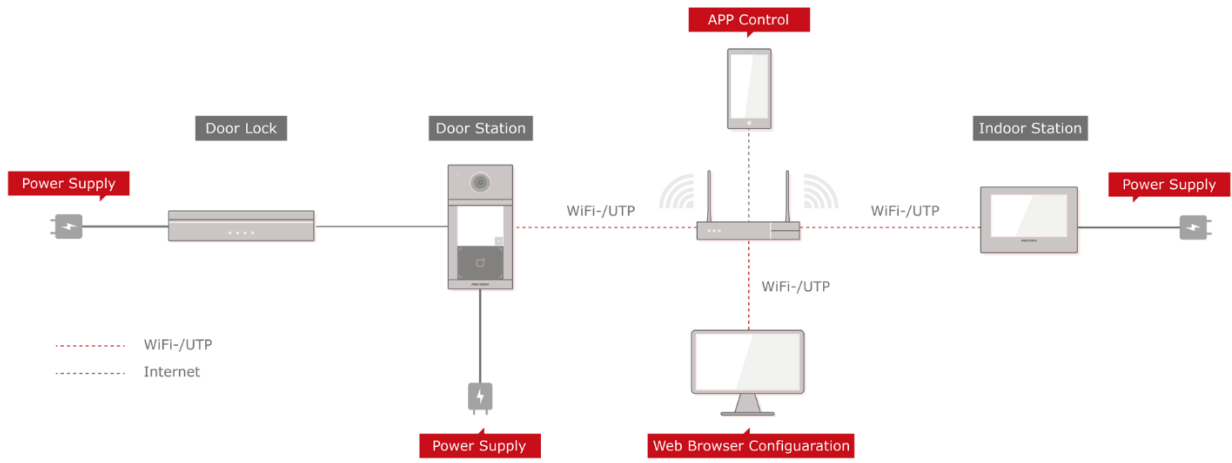 APP Control
Door Lock
Door Station
Indoor Station
Power Supply
Power Supply
WiFi-/UTP
WiFi-/UTP
WiFi-/UTP
WiFi-/UTP
Internet
Power Supply
Web Browser Configuaration